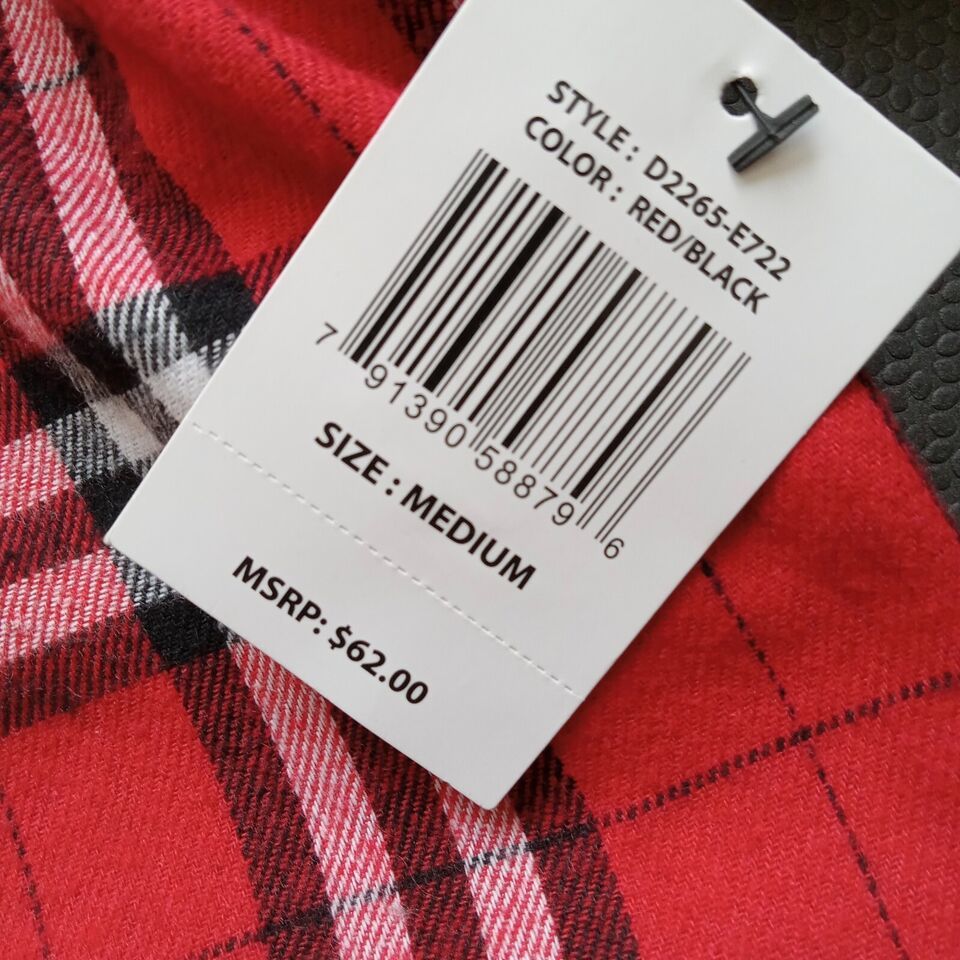 STYLE : D2265-E722
COLOR : RED/BLACK
7 91390 58879 6
SIZE : MEDIUM
MSRP: $62.00